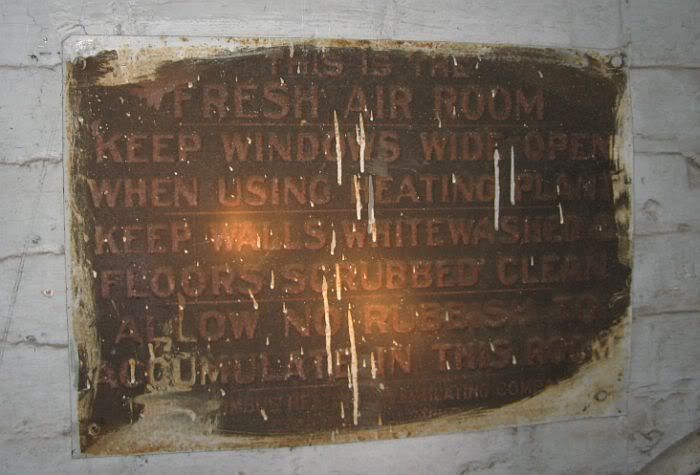 THIS IS THE
FRESH AIR ROOM
KEEP WINDOWS WIDE OPEN
WHEN USING HEATING PLANT
KEEP WALLS WHITEWASHED &
FLOORS SCRUBBED CLEAN
ALLOW NO RUBBISH TO
ACCUMULATE IN THIS ROOM